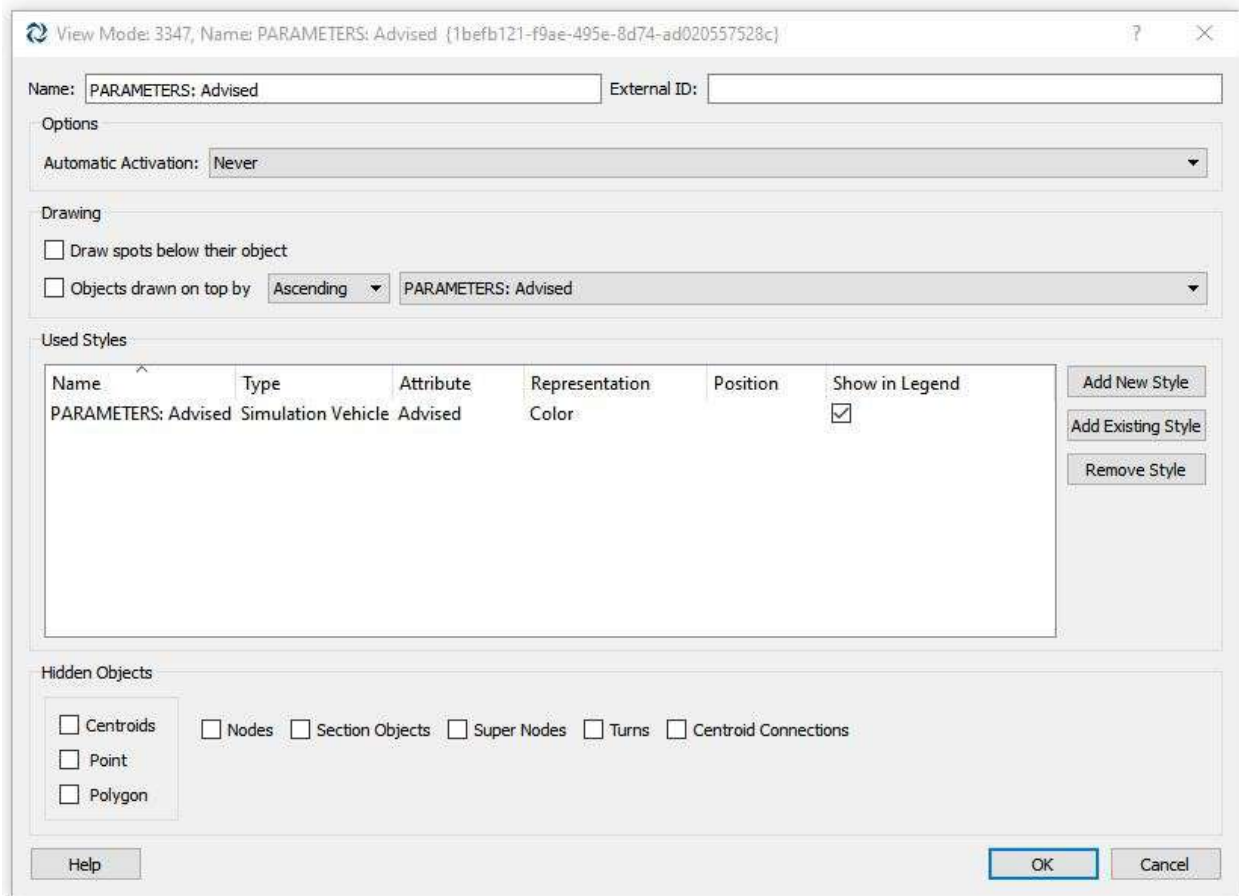 View Mode: 3347, Name: PARAMETERS: Advised {1befb121-f9ae-495e-8d74-ad020557528c} ?
Name: PARAMETERS: Advised External ID:
Options
Automatic Activation: Never
Drawing
Draw spots below their object
Objects drawn on top by Ascending PARAMETERS: Advised
Used Styles
Name Type Attribute Representation Position Show in Legend Add New Style
PARAMETERS: Advised Simulation Vehicle Advised Color
Add Existing Style
Remove Style
Hidden Objects
Centroids Nodes Section Objects Super Nodes Turns Centroid Connections
Point
Polygon
Help OK Cancel